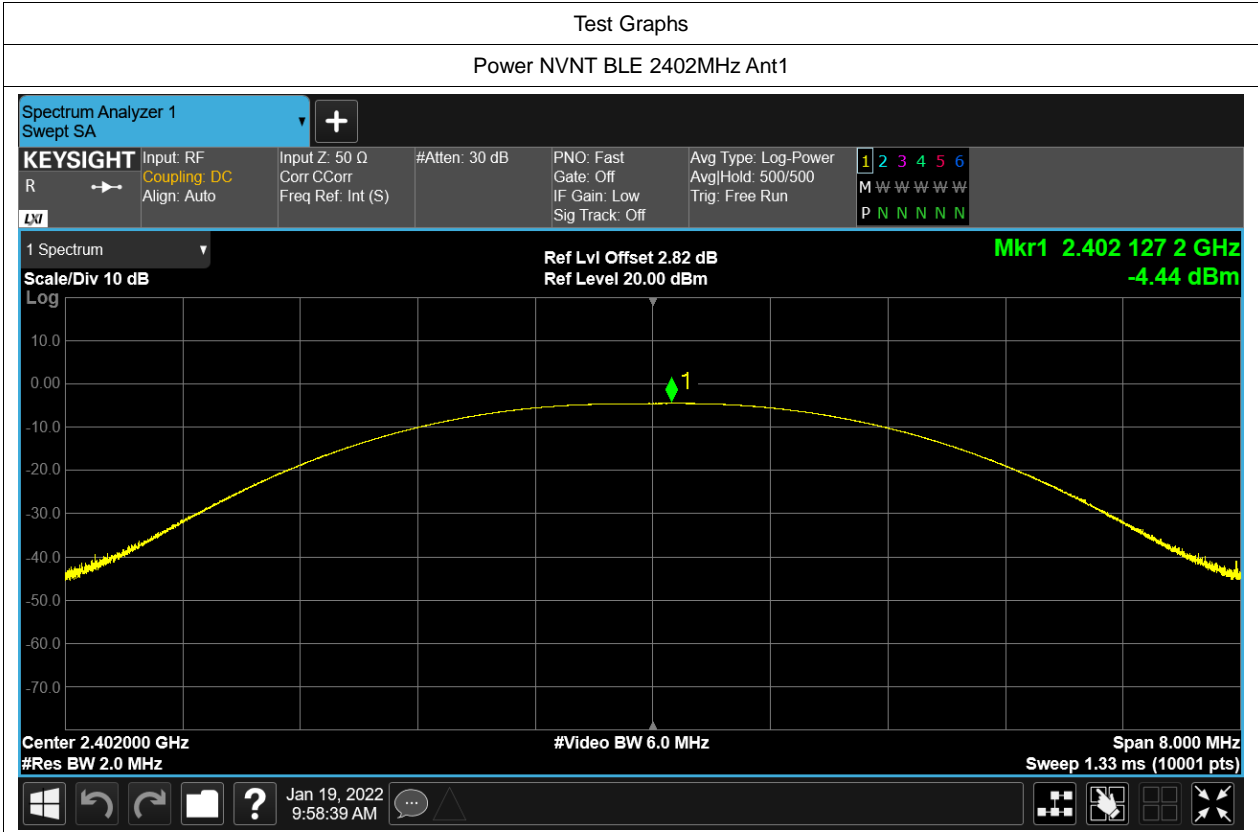 Test Graphs
Power NVNT BLE 2402MHz Ant1
Spectrum Analyzer 1
Swept SA
KEYSIGHT
R
LXI
Input: RF
Coupling: DC
Align: Auto
Input Z: 50 Ω
Corr CCorr
Freq Ref: Int (S)
#Atten: 30 dB
PNO: Fast
Gate: Off
IF Gain: Low
Sig Track: Off
Avg Type: Log-Power
Avg|Hold: 500/500
Trig: Free Run
1 2 3 4 5 6
M W W W W W
P N N N N N
1 Spectrum
Scale/Div 10 dB
Ref Lvl Offset 2.82 dB
Ref Level 20.00 dBm
Mkr1 2.402 127 2 GHz
-4.44 dBm
Log
10.0
0.00
-10.0
-20.0
-30.0
-40.0
-50.0
-60.0
-70.0
1
Center 2.402000 GHz
#Res BW 2.0 MHz
#Video BW 6.0 MHz
Span 8.000 MHz
Sweep 1.33 ms (10001 pts)
?
Jan 19, 2022
9:58:39 AM